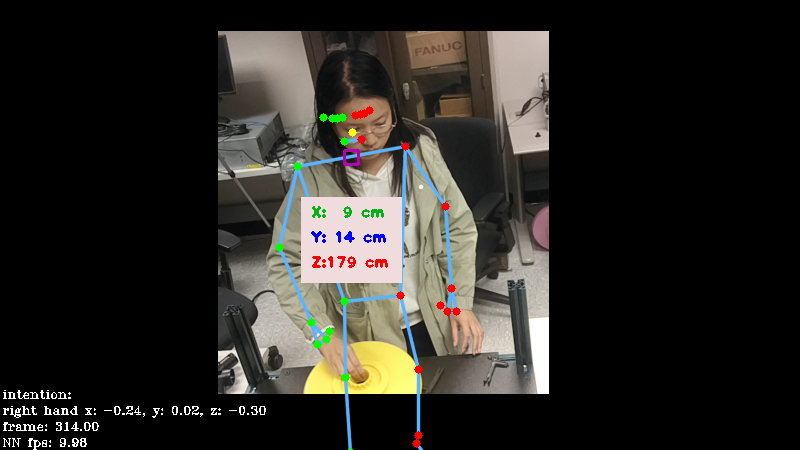 FANUC
X: 9 cm
Y: 14 cm
Z:179 cm
intention:
right hand x: -0.24, y: 0.02, z: -0.30
frame: 314.00
NN fps: 9.98